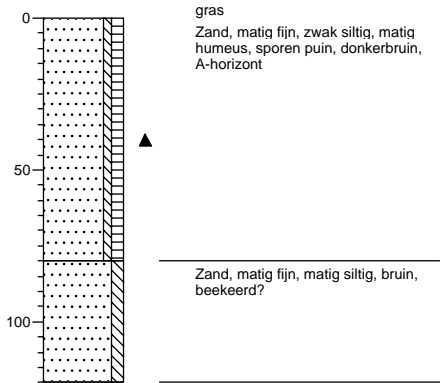 0
gras
Zand, matig fijn, zwak siltig, matig
humeus, sporen puin, donkerbruin,
A-horizont
50
Zand, matig fijn, matig siltig, bruin,
beekeerd?
100